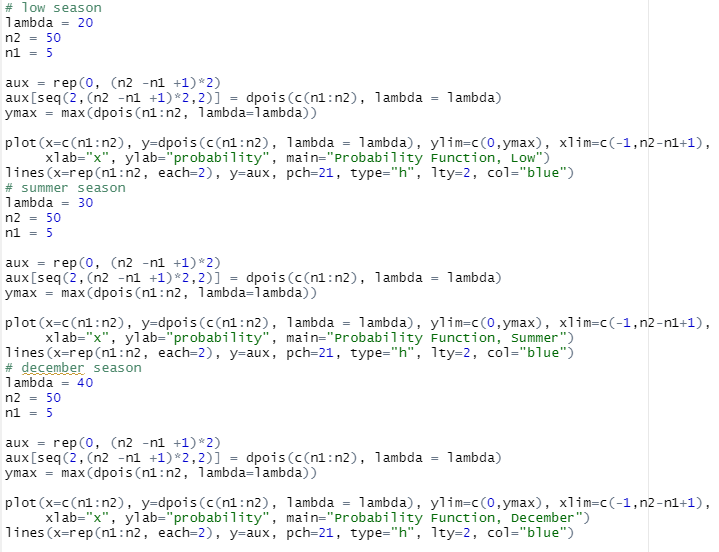 # low season
lambda = 20
n2 = 50
n1 = 5

aux = rep(0, (n2 -n1 +1)*2)
aux[seq(2,(n2 -n1 +1)*2,2)] = dpois(c(n1:n2), lambda = lambda)
ymax = max(dpois(n1:n2, lambda=lambda))

plot(x=c(n1:n2), y=dpois(c(n1:n2), lambda = lambda), ylim=c(0,ymax), xlim=c(-1,n2-n1+1),
     xlab="x", ylab="probability", main="Probability Function, Low")
lines(x=rep(n1:n2, each=2), y=aux, pch=21, type="h", lty=2, col="blue")
# summer season
lambda = 30
n2 = 50
n1 = 5

aux = rep(0, (n2 -n1 +1)*2)
aux[seq(2,(n2 -n1 +1)*2,2)] = dpois(c(n1:n2), lambda = lambda)
ymax = max(dpois(n1:n2, lambda=lambda))

plot(x=c(n1:n2), y=dpois(c(n1:n2), lambda = lambda), ylim=c(0,ymax), xlim=c(-1,n2-n1+1),
     xlab="x", ylab="probability", main="Probability Function, Summer")
lines(x=rep(n1:n2, each=2), y=aux, pch=21, type="h", lty=2, col="blue")
# december season
lambda = 40
n2 = 50
n1 = 5

aux = rep(0, (n2 -n1 +1)*2)
aux[seq(2,(n2 -n1 +1)*2,2)] = dpois(c(n1:n2), lambda = lambda)
ymax = max(dpois(n1:n2, lambda=lambda))

plot(x=c(n1:n2), y=dpois(c(n1:n2), lambda = lambda), ylim=c(0,ymax), xlim=c(-1,n2-n1+1),
     xlab="x", ylab="probability", main="Probability Function, December")
lines(x=rep(n1:n2, each=2), y=aux, pch=21, type="h", lty=2, col="blue")